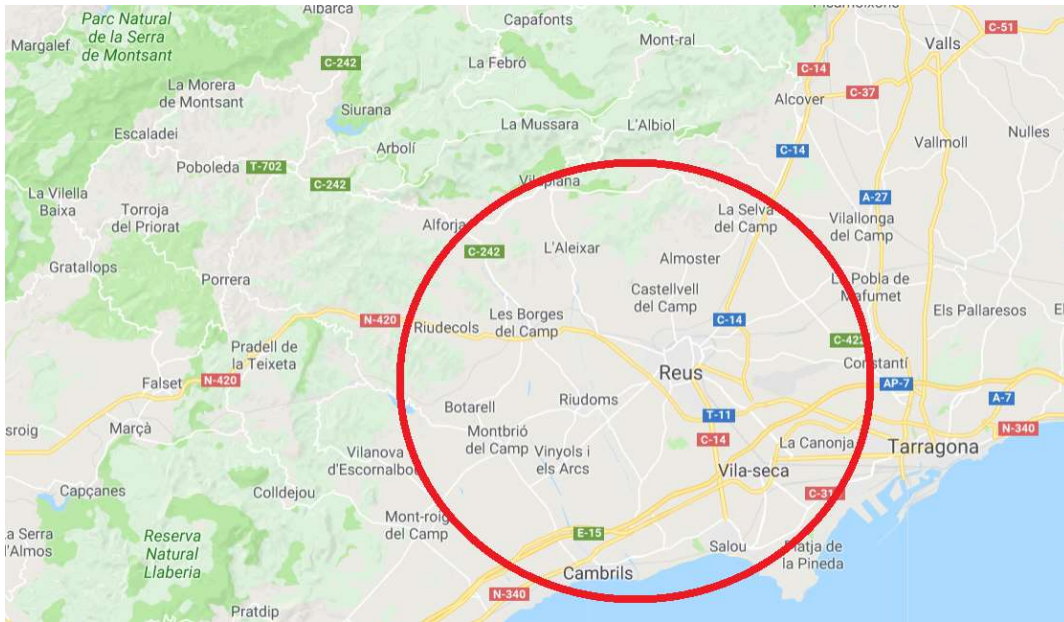 Parc Natural
de la Serra
de Montsant
Albarca
Capafonts
C-51
Margalef
Mont-ral
Valls
C-242
La Febró
C-14
La Morera
de Montsant
C-37
Siurana
Alcover
Escaladei
La Mussara
L'Albiol
Nulles
Arbolí
C-14
Vallmoll
Poboleda
T-702
C-242
La Vilella
Baixa
A-27
Torroja
del Priorat
Alforja
La Selva
del Camp
Vilallonga
del Camp
C-242
L'Aleixar
Almoster
Gratallops
Porrera
Castellvell
del Camp
La Pobla de
Mafumet
Els Pallaresos
N-420
Riudecols
Les Borges
del Camp
C-14
Pradell de
la Teixeta
Constantí
Falset
N-420
Reus
AP-7
A-7
Botarell
Riudoms
T-11
N-340
Marçà
Montbrió
del Camp
C-14
La Canonja
Tarragona
Vilanova
Vinyols i
els Arcs
Vila-seca
Capçanes
Colldejou
Mont-roig
del Camp
E-15
La Serra
d'Almos
Reserva
Natural
Llaberia
Salou
Platja de
la Pineda
Cambrils
N-340
Pratdip